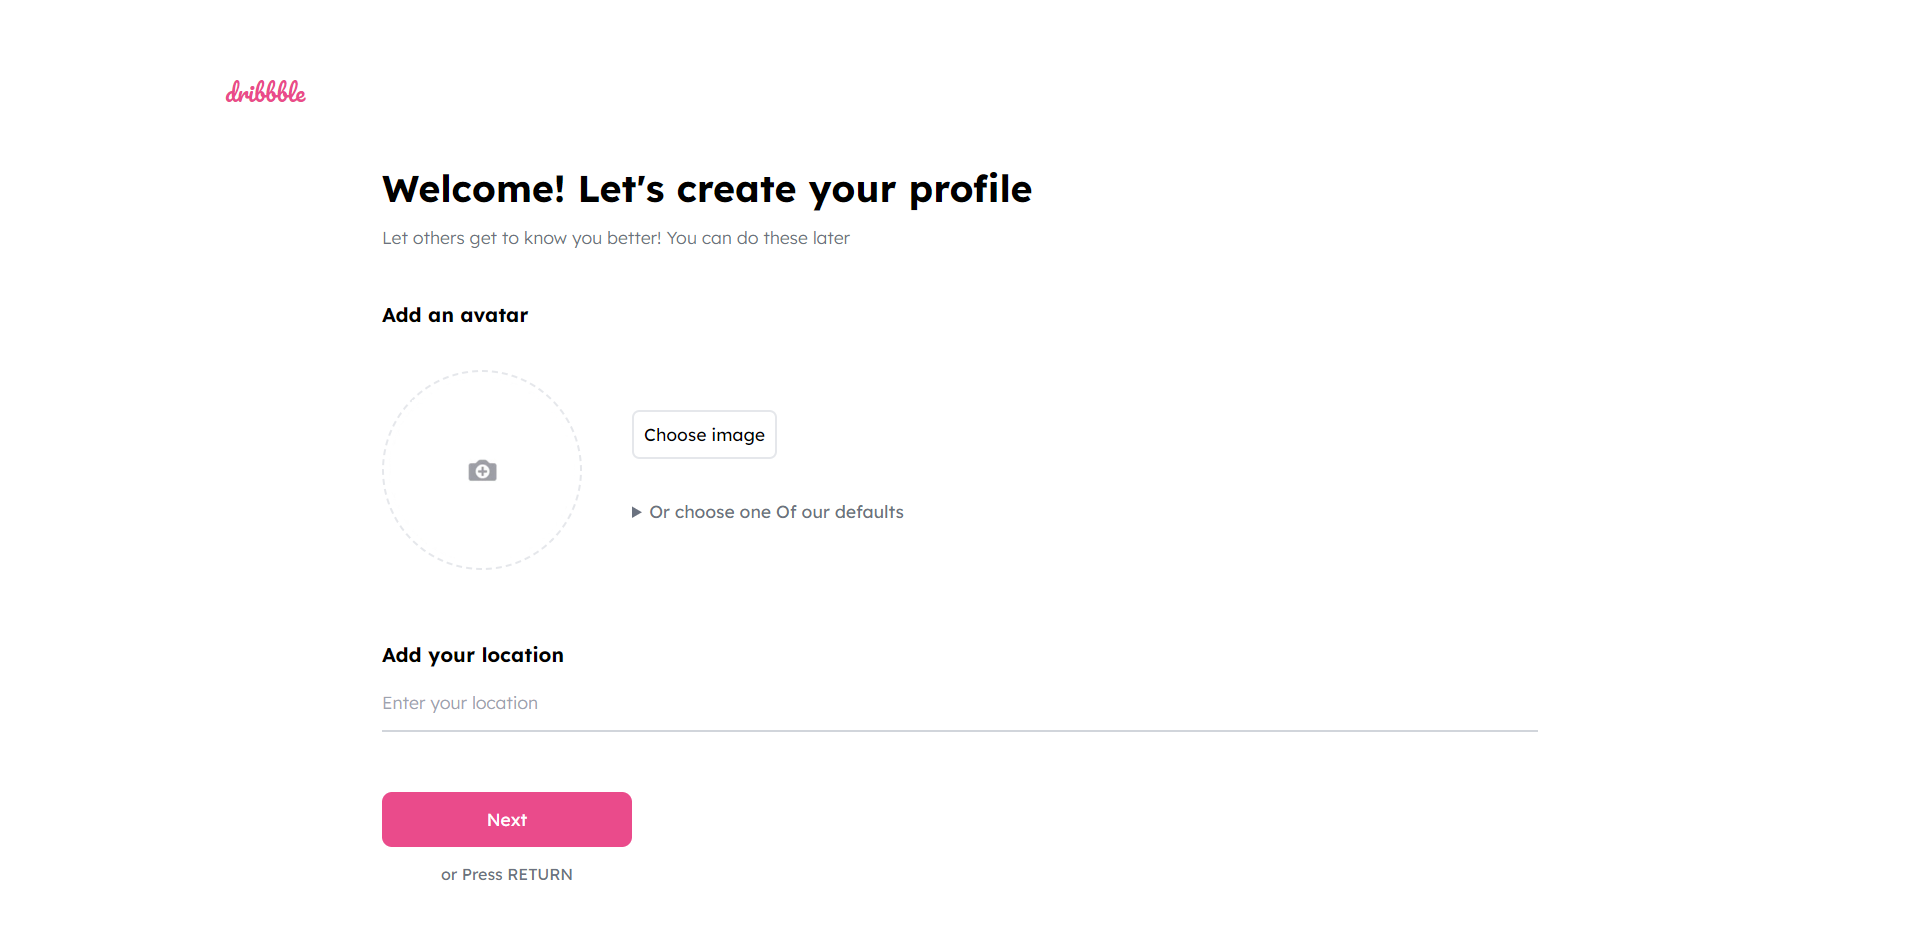 dribbble
Welcome! Let's create your profile
Let others get to know you better! You can do these later
Add an avatar
Choose image
Or choose one Of our defaults
Add your location
Enter your location
Next
or Press RETURN